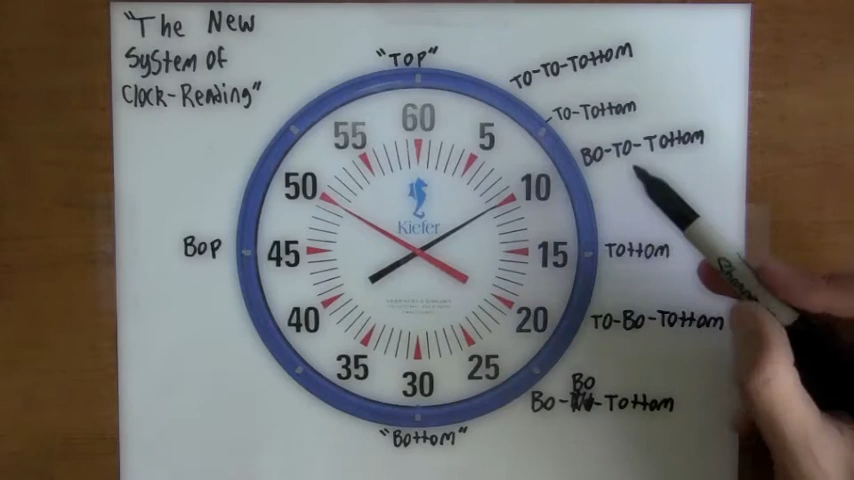 "The New
System of
Clock-Reading"
"TOP"
TO-TO-TOttom
TO-TOttom
BO-TO-TOttom
60
55
5
50
10
Kiefer
Bop
45
15
TOttom
40
20
TO-BO-TOttom
35
25
30
Bo
Bo-
-TOttom
"Bottom"
Sharpie